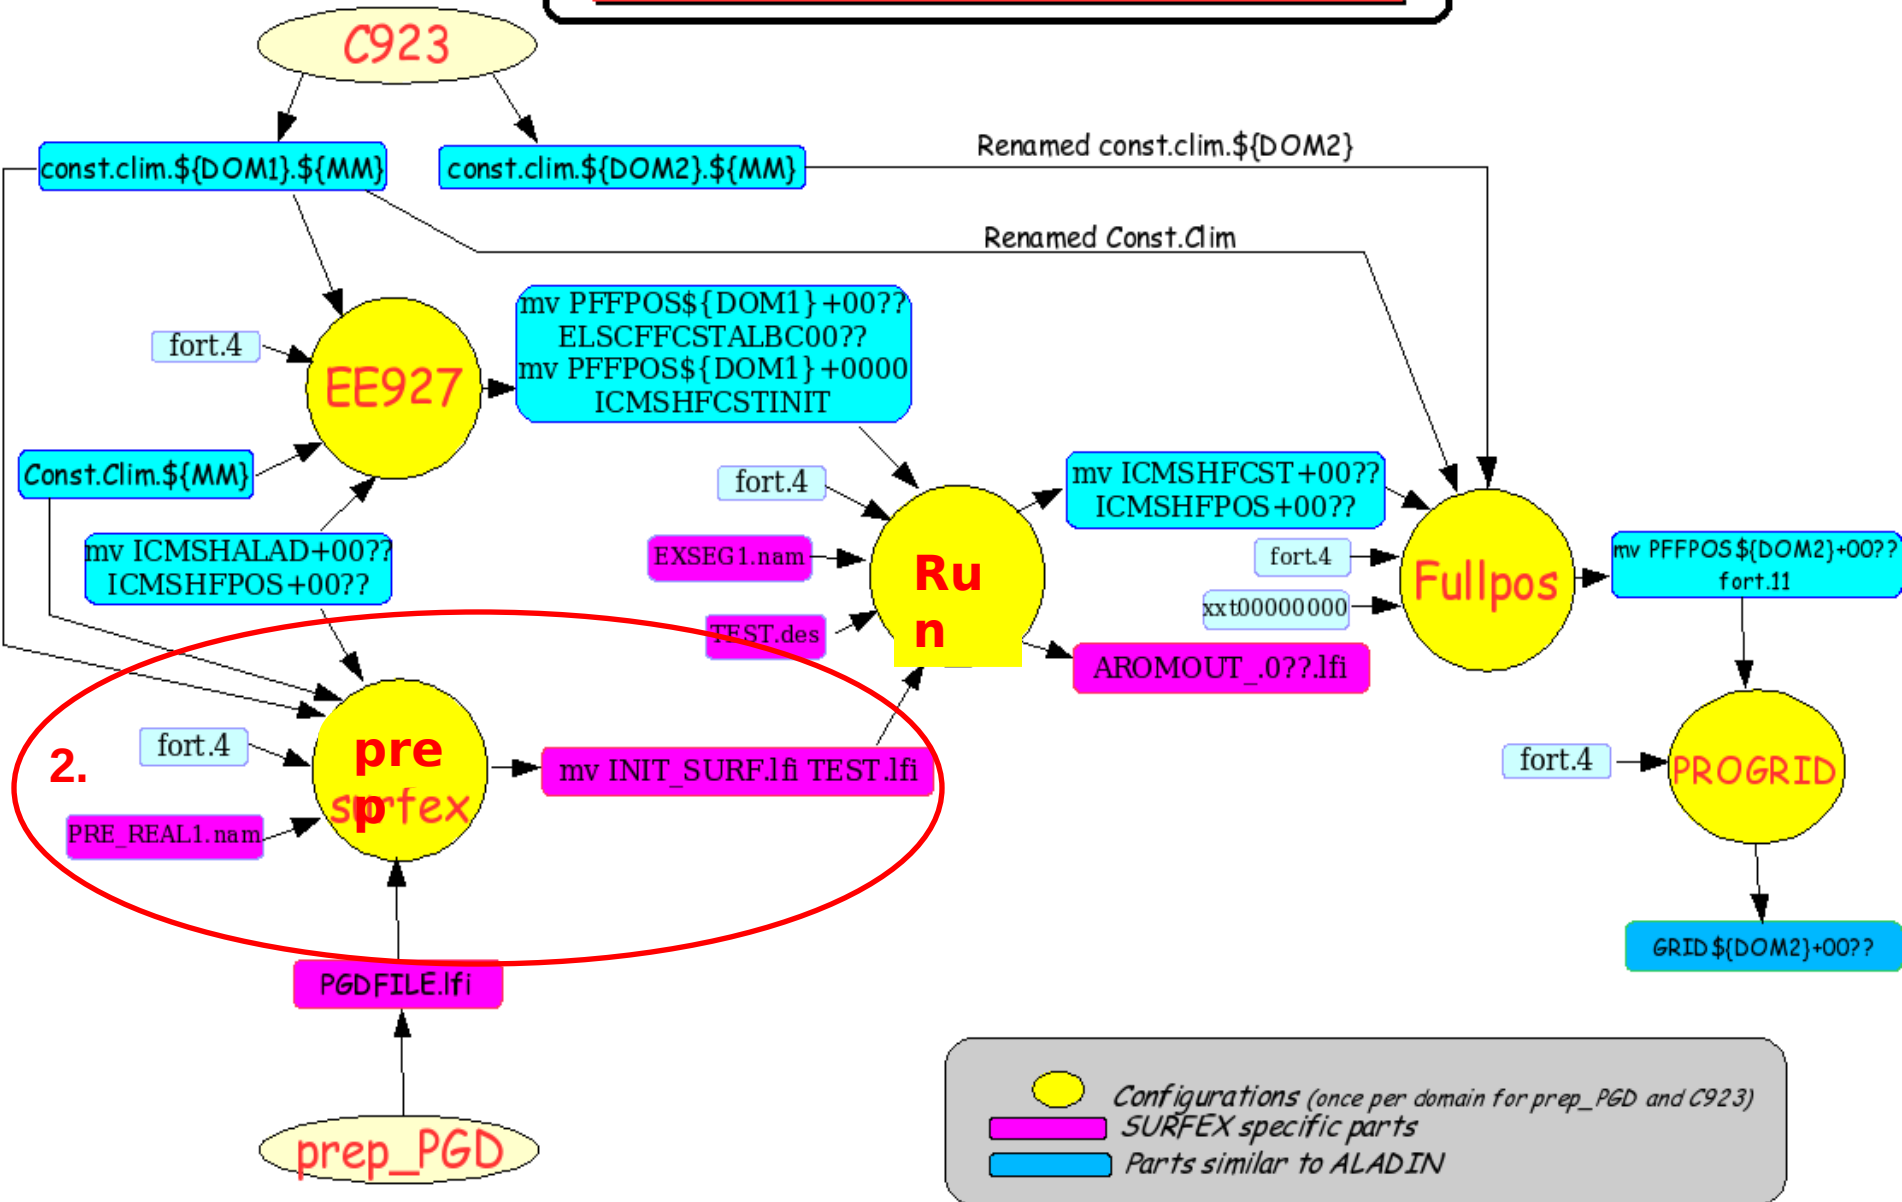 C923
const.clim.${DOM1}.${MM}
const.clim.${DOM2}.${MM}
Renamed const.clim.${DOM2}
Renamed Const.Clim
fort.4
EE927
mv PFFPOS${DOM1}+00??
ELSCFFCSTALBC00??
mv PFFPOS${DOM1}+0000
ICMSHFCSTINIT
Const.Clim.${MM}
mv ICMSHALAD+00??
ICMSHFPOS+00??
fort.4
EXSEG1.nam
TEST.des
Ru
n
mv ICMSHFCST+00??
ICMSHFPOS+00??
fort.4
xxt00000000
Fullpos
mv PFFPOS${DOM2}+00??
fort.11
AROMOUT_.0??.lfi
2.
fort.4
PRE_REAL1.nam
pre
p
surfex
mv INIT_SURF.lfi TEST.lfi
fort.4
PROGRID
GRID${DOM2}+00??
PGDFILE.lfi
prep_PGD
Configurations (once per domain for prep_PGD and C923)
SURFEX specific parts
Parts similar to ALADIN